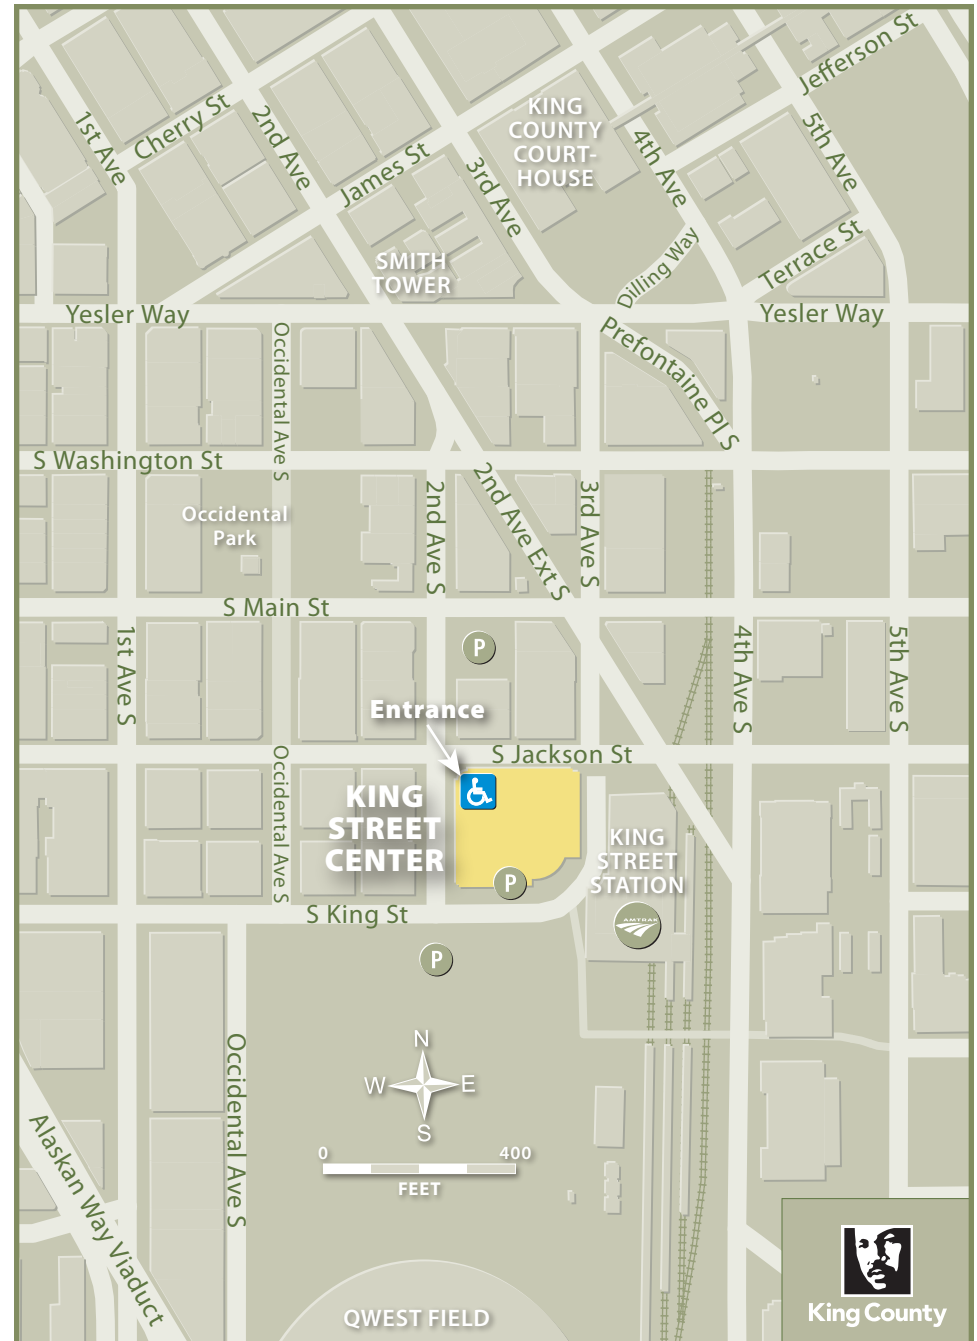 Jefferson St
KING
COUNTY
COURT-
HOUSE
1st Ave
Cherry St
2nd Ave
James St
3rd Ave
4th Ave
5th Ave
SMITH
TOWER
Dilling Way
Terrace St
Yesler Way
Yesler Way
Prefontaine Pl S
Occidental Ave S
S Washington St
2nd Ave S
2nd Ave Ext S
3rd Ave S
Occidental
Park
S Main St
1st Ave S
P
4th Ave S
5th Ave S
Entrance
S Jackson St
Occidental Ave S
KING
STREET
CENTER
KING
STREET
STATION
P
S King St
AMTRAK
P
Occidental Ave S
N
W
E
S
0
400
FEET
Alaskan Way Viaduct
QWEST FIELD
King County